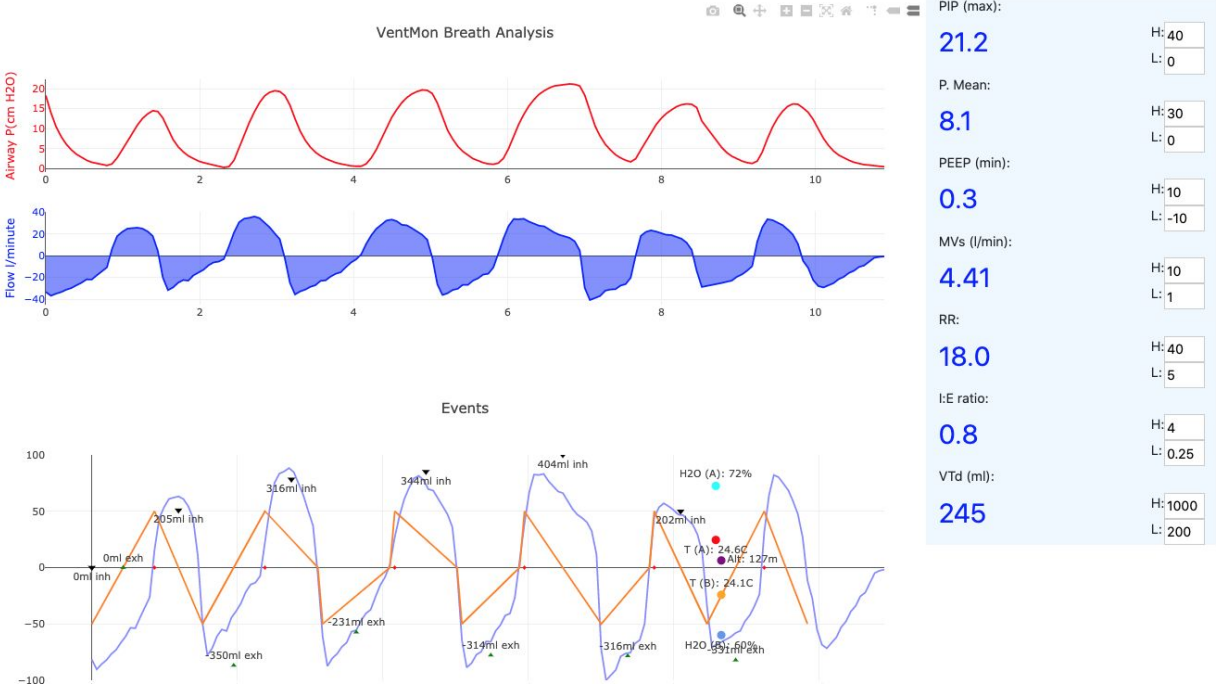 VentMon Breath Analysis
Airway P(cm H2O)
20
15
10
5
0
0 2 4 6 8 10
Flow l/minute
40
20
0
−20
−40
0 2 4 6 8 10
Events
100
50
0
−50
−100
0ml inh
0ml exh
205ml inh
-350ml exh
316ml inh
-231ml exh
344ml inh
-314ml exh
404ml inh
-316ml exh
202ml inh
H2O (A): 72%
T (A): 24.6C
Alt: 127m
T (B): 24.1C
H2O (B): 60%
-331ml exh
PIP (max):
21.2
H: 40
L: 0
P. Mean:
8.1
H: 30
L: 0
PEEP (min):
0.3
H: 10
L: -10
MVs (l/min):
4.41
H: 10
L: 1
RR:
18.0
H: 40
L: 5
I:E ratio:
0.8
H: 4
L: 0.25
VTd (ml):
245
H: 1000
L: 200